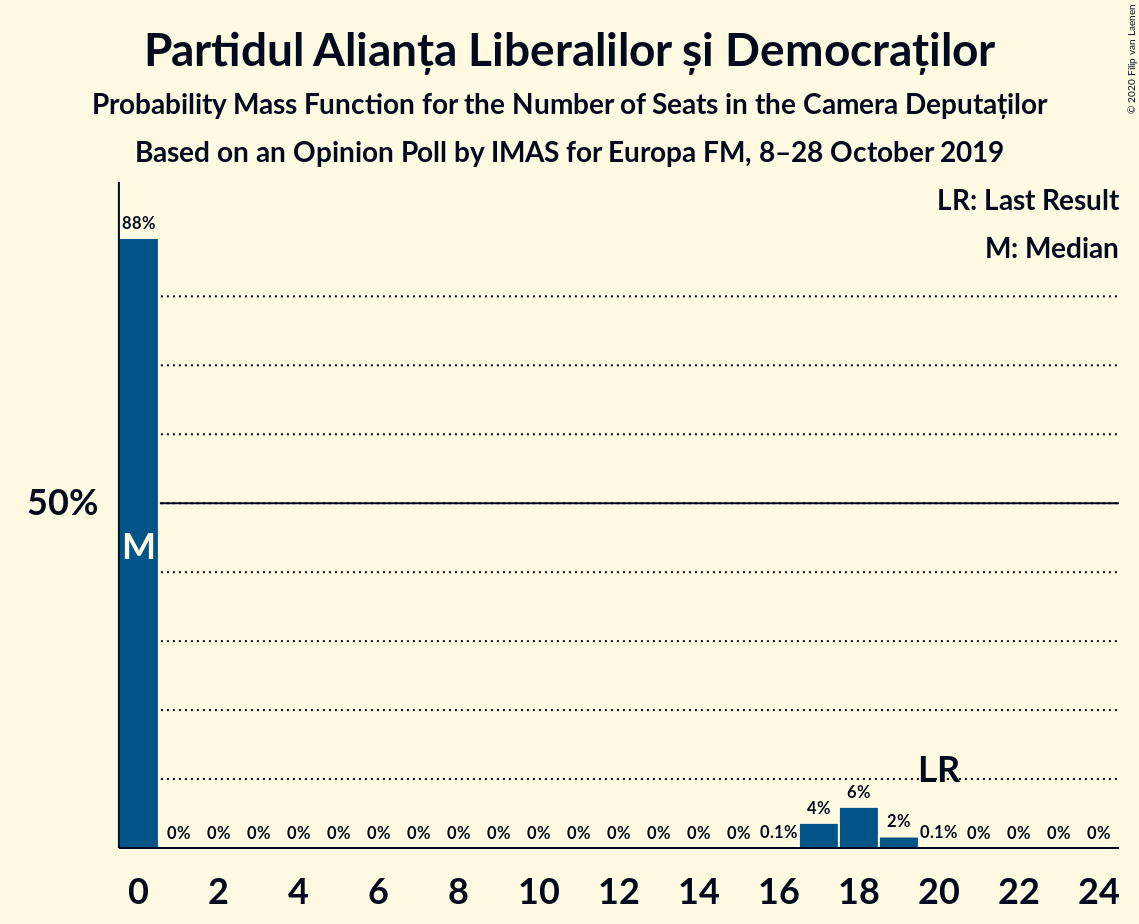 Partidul Alianța Liberalilor și Democraților
Probability Mass Function for the Number of Seats in the Camera Deputaților
Based on an Opinion Poll by IMAS for Europa FM, 8–28 October 2019
© 2020 Filip van Laenen
LR: Last Result
M: Median
88%
50%
M
LR
0% 0% 0% 0% 0% 0% 0% 0% 0% 0% 0% 0% 0% 0% 0% 0.1% 4% 6% 2% 0.1% 0% 0% 0% 0%
0 2 4 6 8 10 12 14 16 18 20 22 24